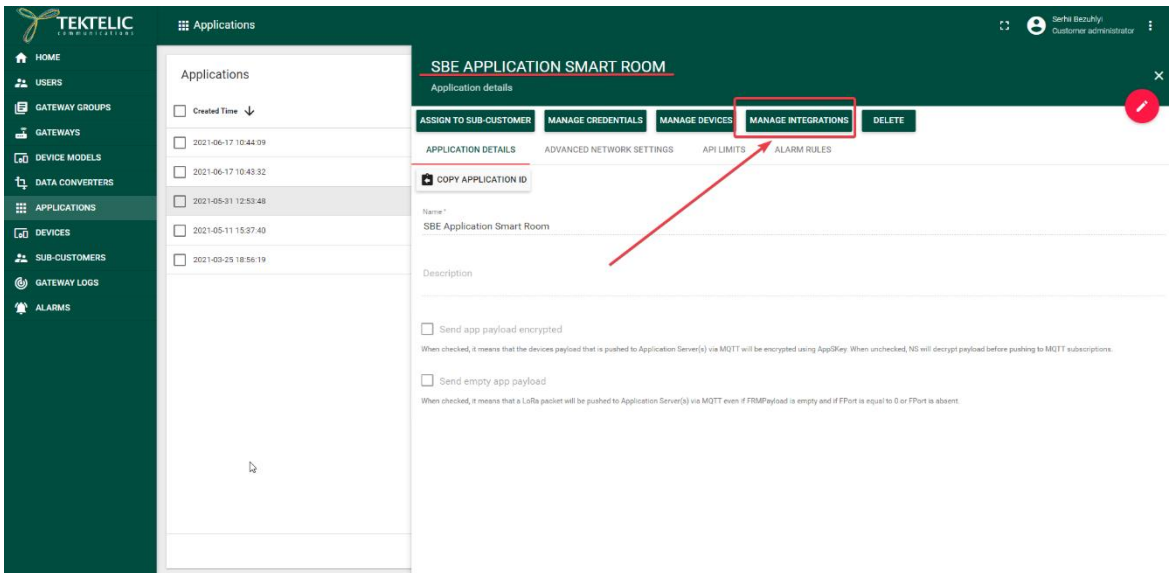 TEKTELIC
communications
Applications
Serhii Bezuhlyi
Customer administrator
HOME
USERS
GATEWAY GROUPS
GATEWAYS
DEVICE MODELS
DATA CONVERTERS
APPLICATIONS
DEVICES
SUB-CUSTOMERS
GATEWAY LOGS
ALARMS
Applications
Created Time
2021-06-17 10:44:09
2021-06-17 10:43:32
2021-05-31 12:53:48
2021-05-11 15:37:40
2021-03-25 18:56:19
SBE APPLICATION SMART ROOM
Application details
ASSIGN TO SUB-CUSTOMER MANAGE CREDENTIALS MANAGE DEVICES MANAGE INTEGRATIONS DELETE
APPLICATION DETAILS ADVANCED NETWORK SETTINGS API LIMITS ALARM RULES
COPY APPLICATION ID
Name *
SBE Application Smart Room
Description
Send app payload encrypted
When checked, it means that the devices payload that is pushed to Application Server(s) via MQTT will be encrypted using AppSKey. When unchecked, NS will decrypt payload before pushing to MQTT subscriptions.
Send empty app payload
When checked, it means that a LoRa packet will be pushed to Application Server(s) via MQTT even if FRMPayload is empty and if FPort is equal to 0 or FPort is absent.